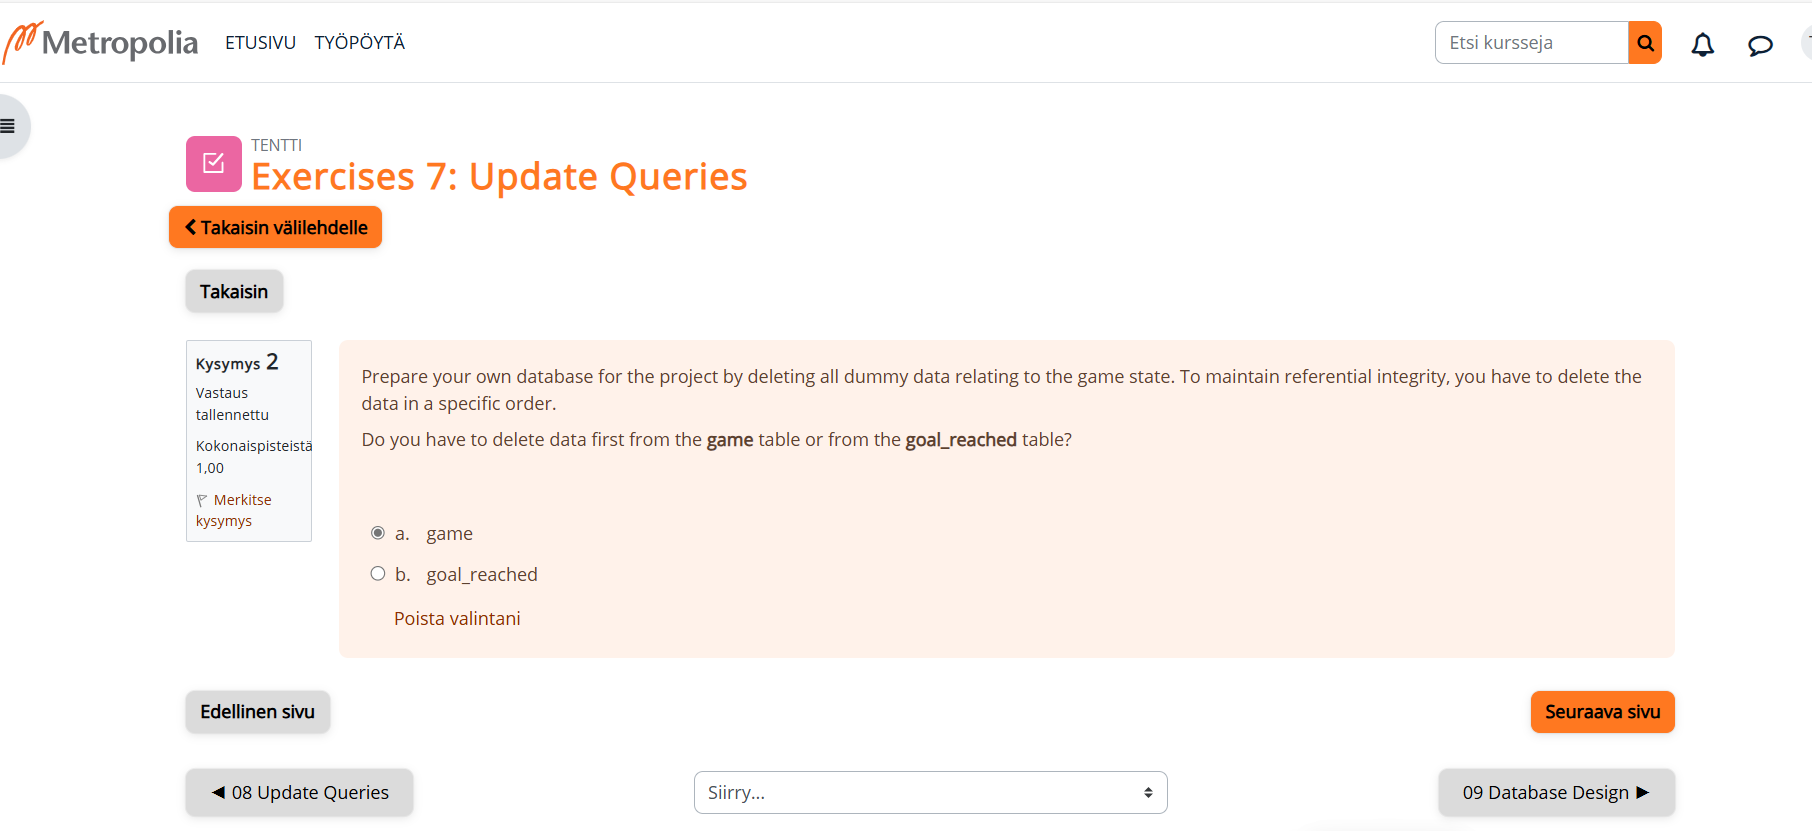 Metropolia ETUSIVU TYÖPÖYTÄ Etsi kursseja
TENTTI
Exercises 7: Update Queries
Takaisin välilehdelle
Takaisin
Kysymys 2
Vastaus
tallennettu
Kokonaispisteistä
1,00
Merkitse
kysymys
Prepare your own database for the project by deleting all dummy data relating to the game state. To maintain referential integrity, you have to delete the
data in a specific order.
Do you have to delete data first from the game table or from the goal_reached table?
a. game
b. goal_reached
Poista valintani
Edellinen sivu Seuraava sivu
◀ 08 Update Queries Siirry... 09 Database Design ▶